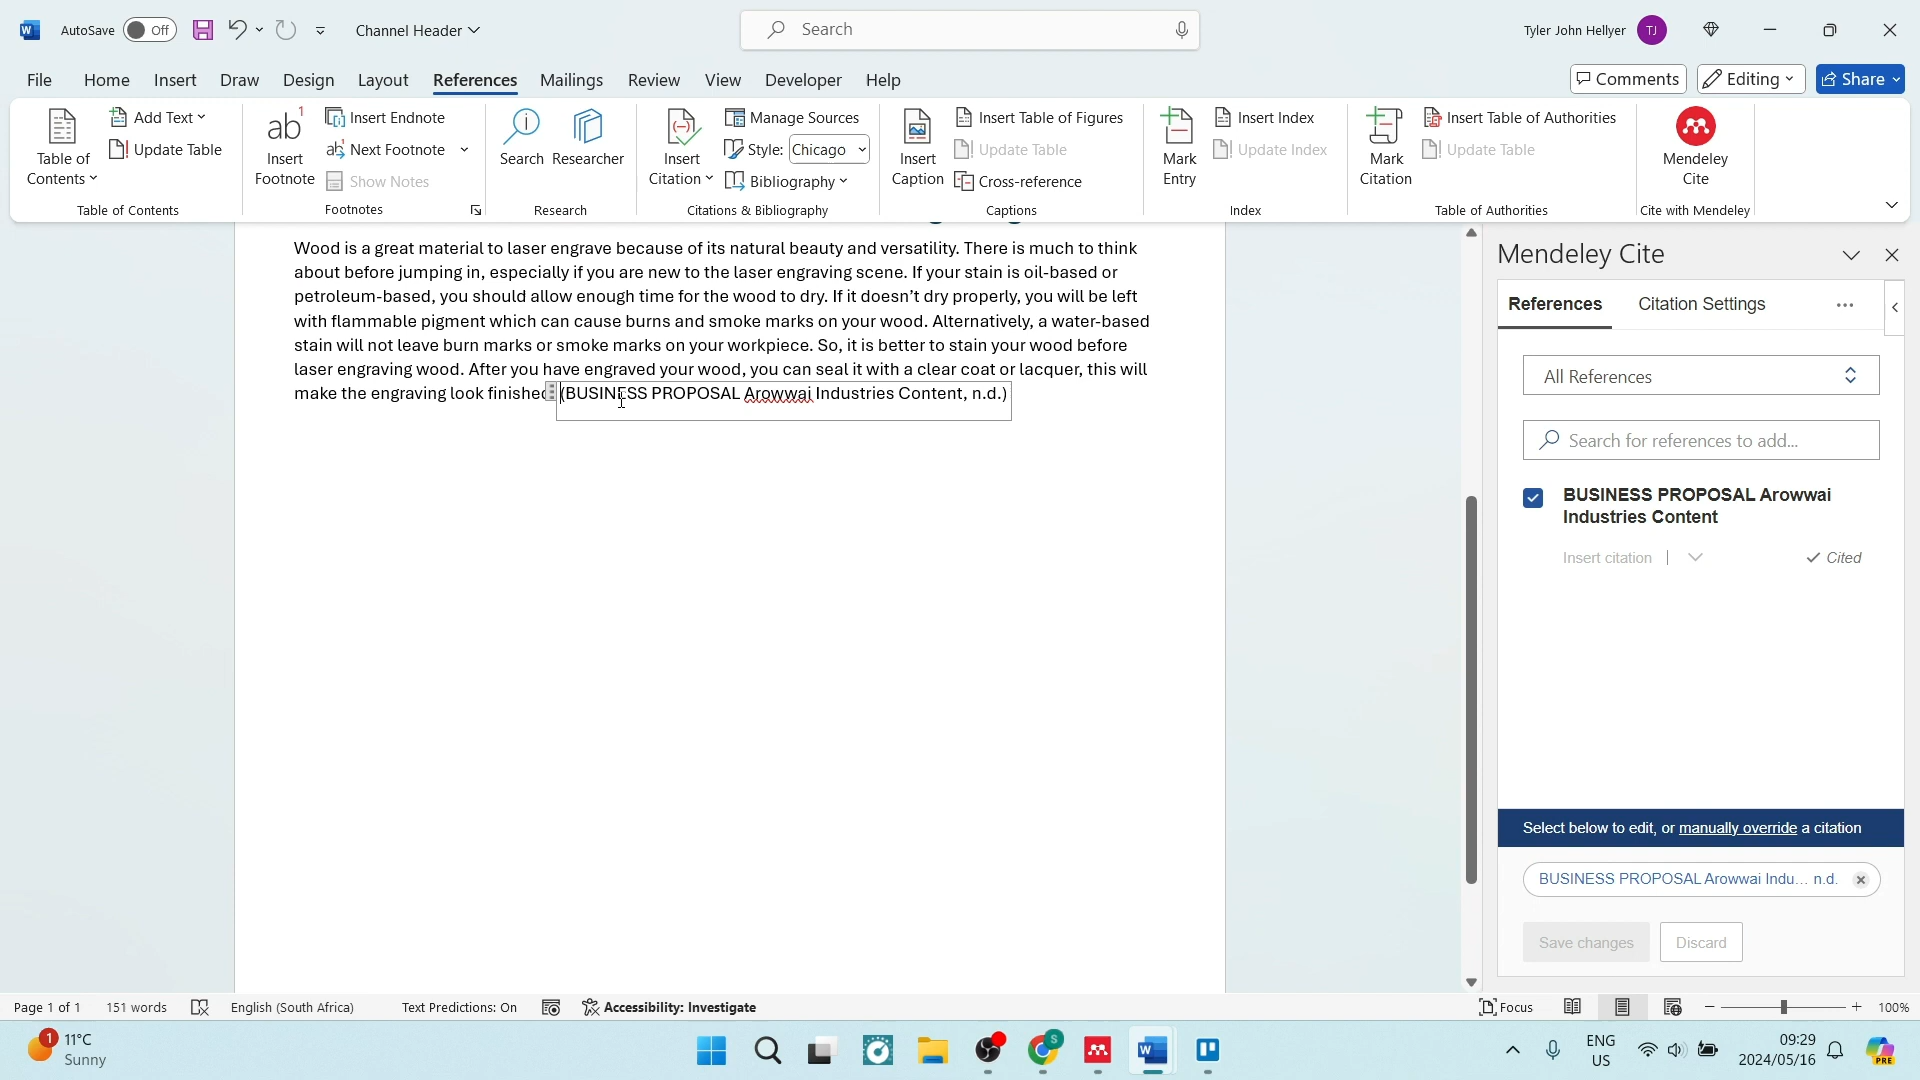 AutoSave Off Channel Header Search Tyler John Hellyer TJ
File Home Insert Draw Design Layout References Mailings Review View Developer Help Comments Editing Share
Table of Contents
Add Text
Update Table
Table of Contents
ab 1 Insert Footnote
Insert Endnote
Next Footnote
Show Notes
Footnotes
Search Researcher
Research
Insert Citation
Manage Sources
Style: Chicago
Bibliography
Citations & Bibliography
Insert Caption
Insert Table of Figures
Update Table
Cross-reference
Captions
Mark Entry
Insert Index
Update Index
Index
Mark Citation
Insert Table of Authorities
Update Table
Table of Authorities
Mendeley Cite
Cite with Mendeley
Wood is a great material to laser engrave because of its natural beauty and versatility. There is much to think
about before jumping in, especially if you are new to the laser engraving scene. If your stain is oil-based or
petroleum-based, you should allow enough time for the wood to dry. If it doesn’t dry properly, you will be left
with flammable pigment which can cause burns and smoke marks on your wood. Alternatively, a water-based
stain will not leave burn marks or smoke marks on your workpiece. So, it is better to stain your wood before
laser engraving wood. After you have engraved your wood, you can seal it with a clear coat or lacquer, this will
make the engraving look finished (BUSINESS PROPOSAL Arowwai Industries Content, n.d.)
Mendeley Cite
References Citation Settings
All References
Search for references to add...
BUSINESS PROPOSAL Arowwai
Industries Content
Insert citation Cited
Select below to edit, or manually override a citation
BUSINESS PROPOSAL Arowwai Indu... n.d.
Save changes Discard
Page 1 of 1 151 words English (South Africa) Text Predictions: On Accessibility: Investigate Focus 100%
1 11°C
Sunny
S
ENG
US
09:29
2024/05/16
PRE